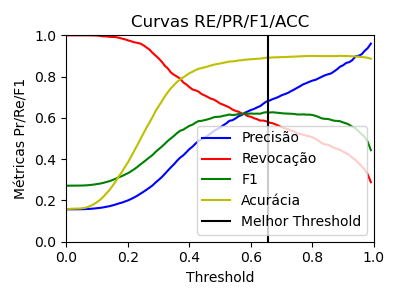 Curvas RE/PR/F1/ACC
Métricas Pr/Re/F1
1.0
0.8
0.6
0.4
0.2
0.0
Precisão
Revocação
F1
Acurácia
Melhor Threshold
0.0 0.2 0.4 0.6 0.8 1.0
Threshold